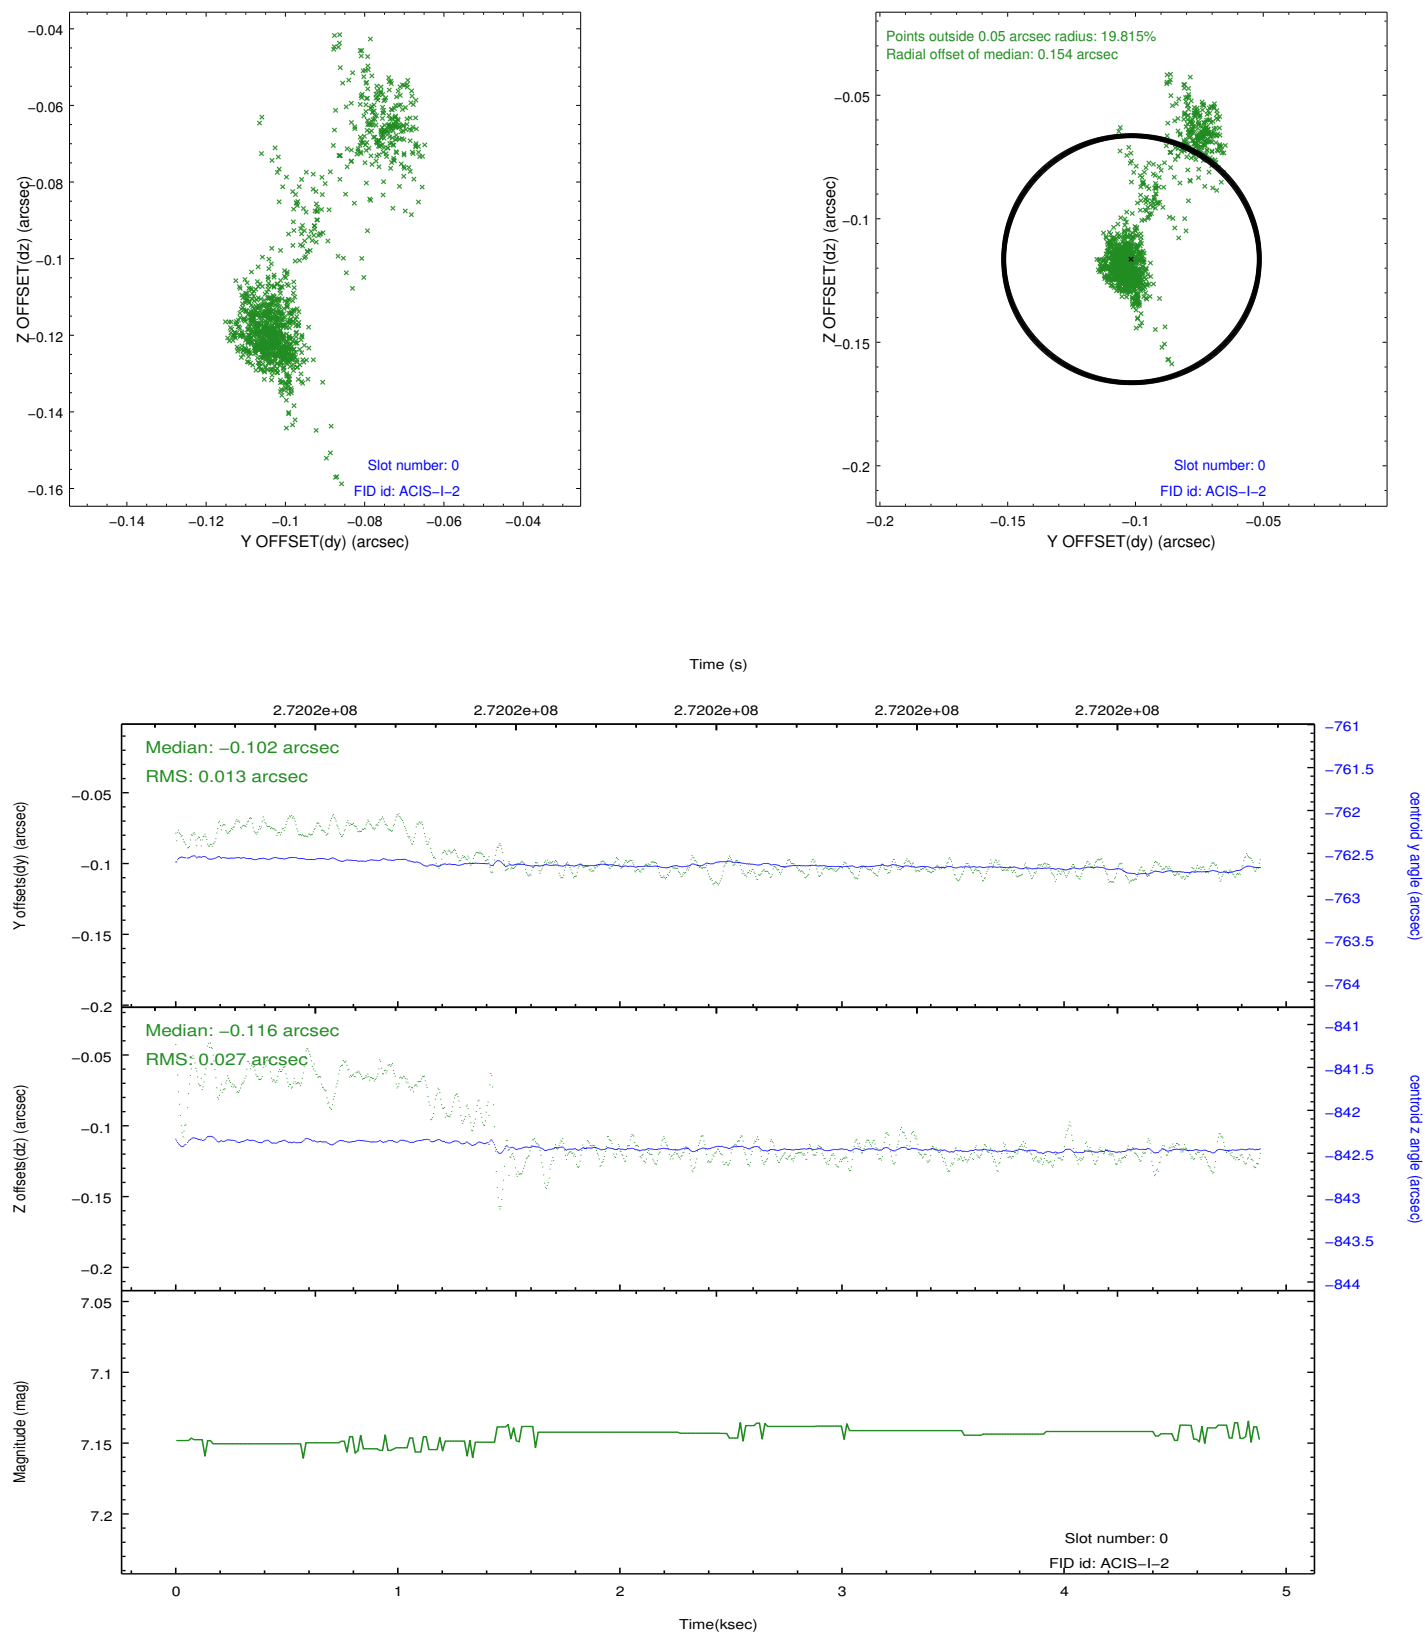 −0.04
−0.06
−0.08
−0.1
−0.12
−0.14
−0.16
Z OFFSET(dz) (arcsec)
Slot number: 0
FID id: ACIS−I−2
−0.14
−0.12
−0.1
−0.08
−0.06
−0.04
Y OFFSET(dy) (arcsec)
Points outside 0.05 arcsec radius: 19.815%
Radial offset of median: 0.154 arcsec
−0.05
−0.1
−0.15
−0.2
Z OFFSET(dz) (arcsec)
Slot number: 0
FID id: ACIS−I−2
−0.2
−0.15
−0.1
−0.05
Y OFFSET(dy) (arcsec)
Time (s)
2.7202e+08
2.7202e+08
2.7202e+08
2.7202e+08
2.7202e+08
Median: −0.102 arcsec
RMS: 0.013 arcsec
−0.05
−0.1
−0.15
−0.2
Y offsets(dy) (arcsec)
−761
−761.5
−762
−762.5
−763
−763.5
−764
centroid y angle (arcsec)
Median: −0.116 arcsec
RMS: 0.027 arcsec
−0.05
−0.1
−0.15
−0.2
Z offsets(dz) (arcsec)
−841
−841.5
−842
−842.5
−843
−843.5
−844
centroid z angle (arcsec)
7.05
7.1
7.15
7.2
Magnitude (mag)
Slot number: 0
FID id: ACIS−I−2
0
1
2
3
4
5
Time(ksec)